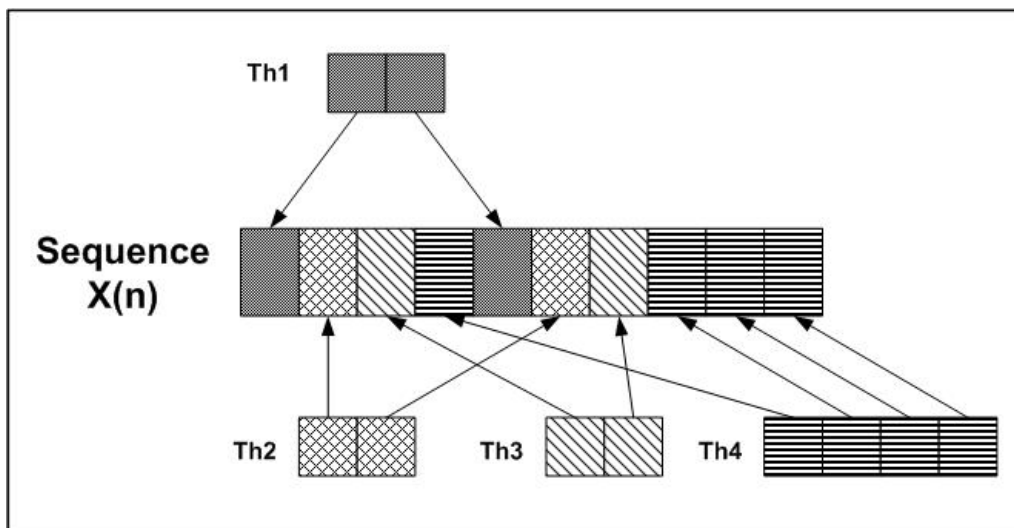 Th1
Sequence
X(n)
Th2
Th3
Th4